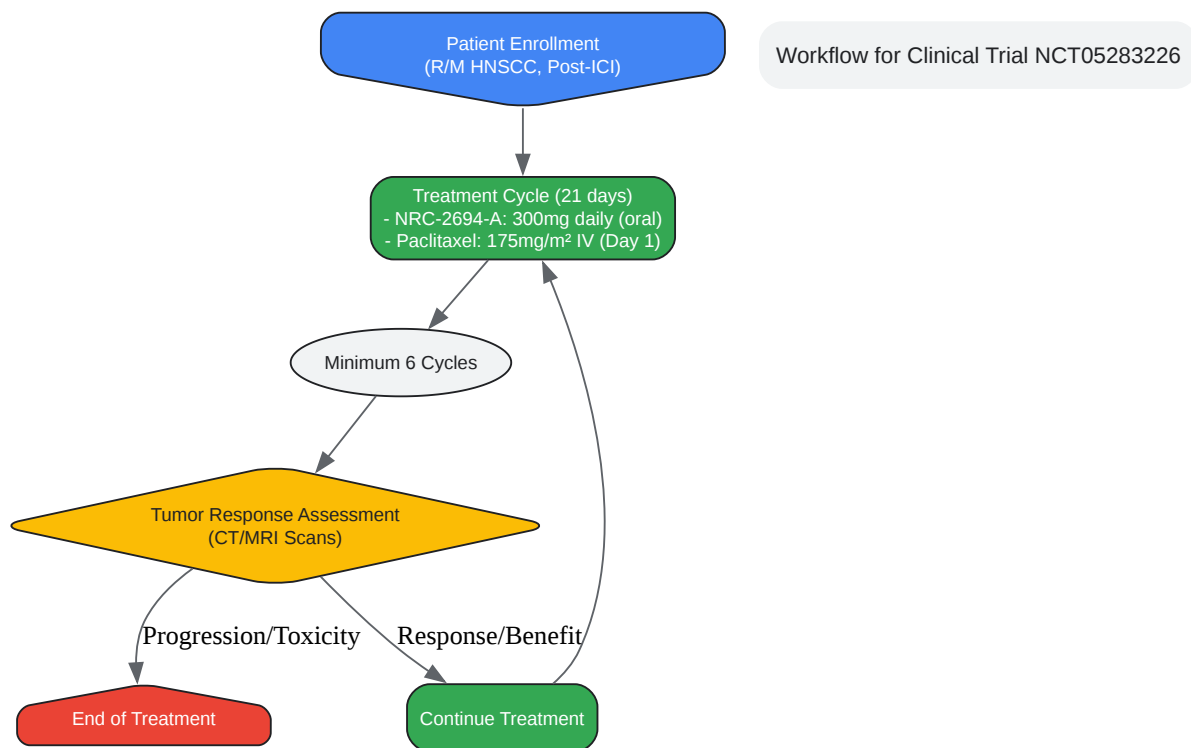 Patient Enrollment
(R/M HNSCC, Post-ICI)
Workflow for Clinical Trial NCT05283226
Treatment Cycle (21 days)
- NRC-2694-A: 300mg daily (oral)
- Paclitaxel: 175mg/m² IV (Day 1)
Minimum 6 Cycles
Tumor Response Assessment
(CT/MRI Scans)
Progression/Toxicity
Response/Benefit
End of Treatment
Continue Treatment